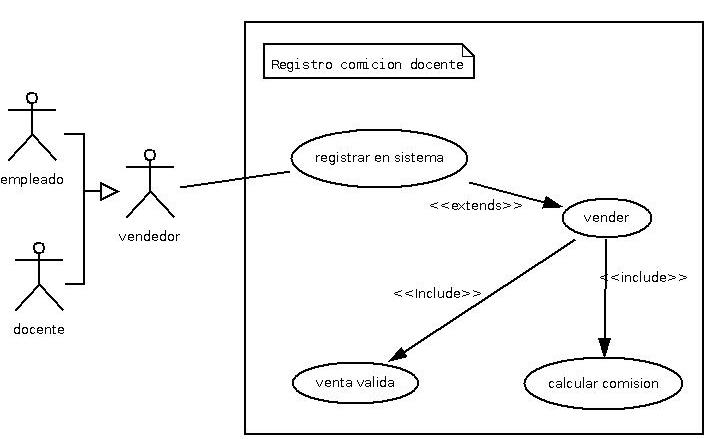 Registro comicion docente
registrar en sistema
empleado
<<extends>>
vender
vendedor
<<include>>
<<Include>>
docente
venta valida
calcular comision